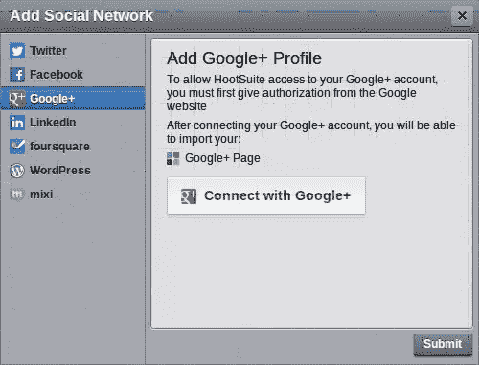 Add Social Network
Twitter
Facebook
Google+
LinkedIn
foursquare
WordPress
mixi
Add Google+ Profile
To allow HootSuite access to your Google+ account,
you must first give authorization from the Google
website
After connecting your Google+ account, you will be able
to import your:
Google+ Page
Connect with Google+
Submit